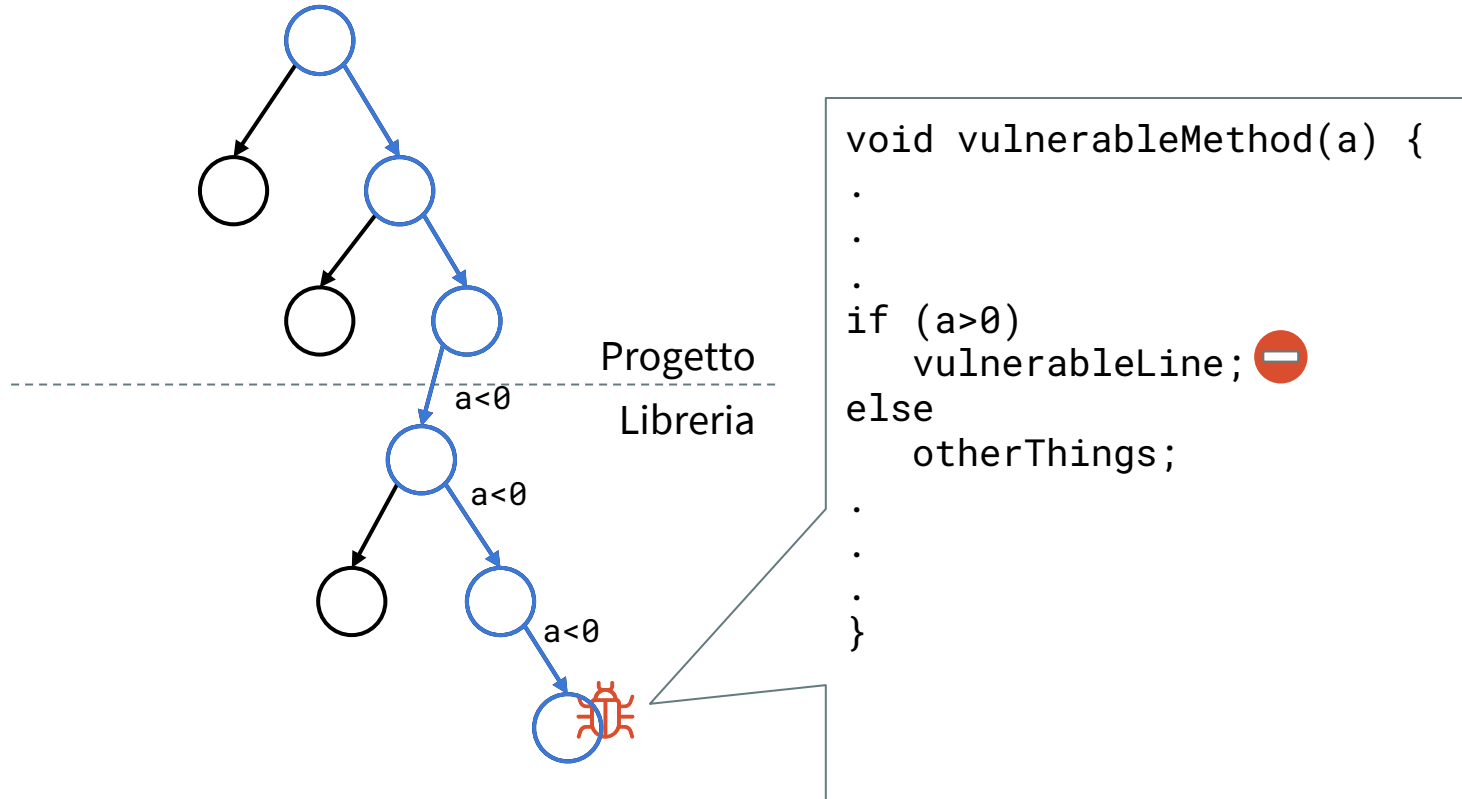 Progetto
Libreria
a<0
a<0
a<0
void vulnerableMethod(a) {
.
.
.
if (a>0)
   vulnerableLine;
else
   otherThings;
.
.
.
}